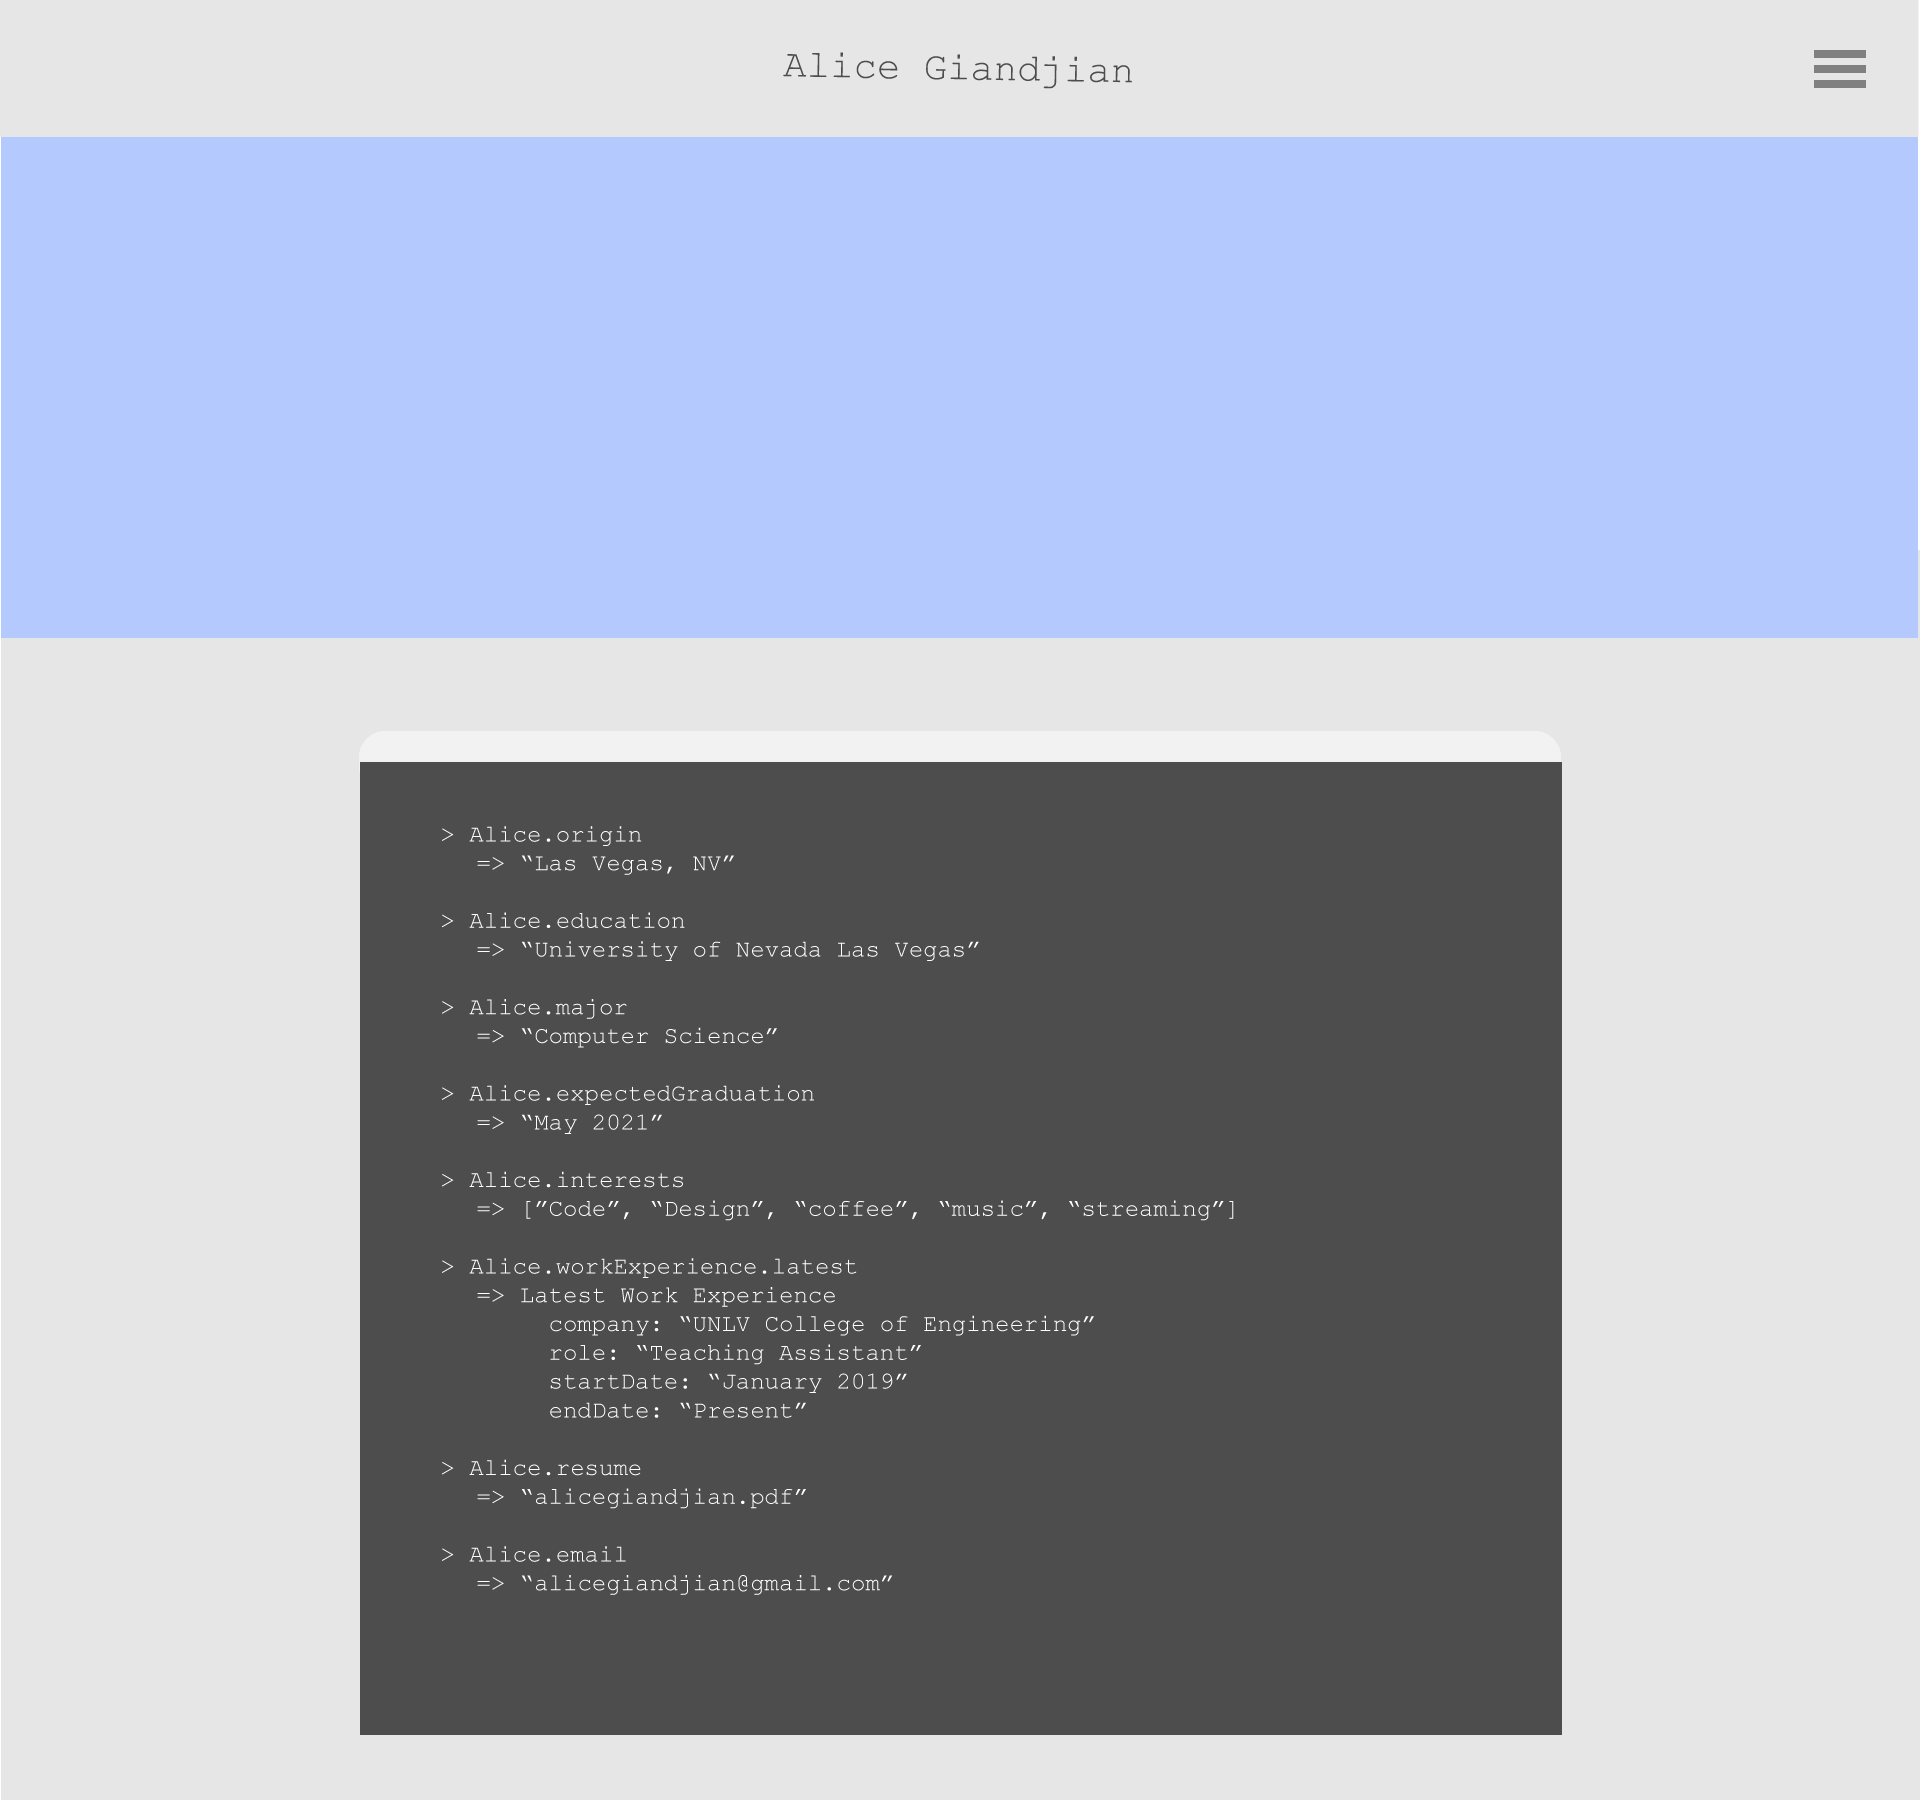 Alice Giandjian
> Alice.origin
=> “Las Vegas, NV”
> Alice.education
=> “University of Nevada Las Vegas”
> Alice.major
=> “Computer Science”
> Alice.expectedGraduation
=> “May 2021”
> Alice.interests
=> [”Code”, “Design”, “coffee”, “music”, “streaming”]
> Alice.workExperience.latest
=> Latest Work Experience
company: “UNLV College of Engineering”
role: “Teaching Assistant”
startDate: “January 2019”
endDate: “Present”
> Alice.resume
=> “alicegiandjian.pdf”
> Alice.email
=> “alicegiandjian@gmail.com”